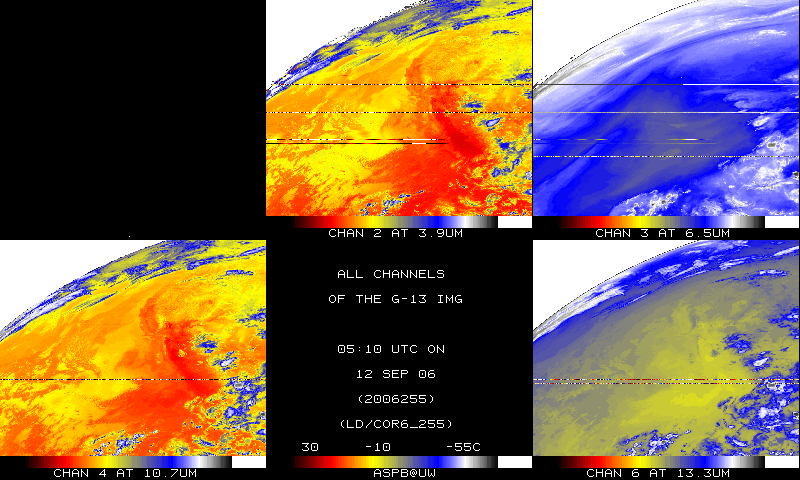 CHAN 2 AT 3.9UM
CHAN 3 AT 6.5UM
ALL CHANNELS
OF THE G-13 IMG
05:10 UTC ON
12 SEP 06
(2006255)
(LD/COR6_255)
30 -10 -55C
CHAN 4 AT 10.7UM
ASPB@UW
CHAN 6 AT 13.3UM